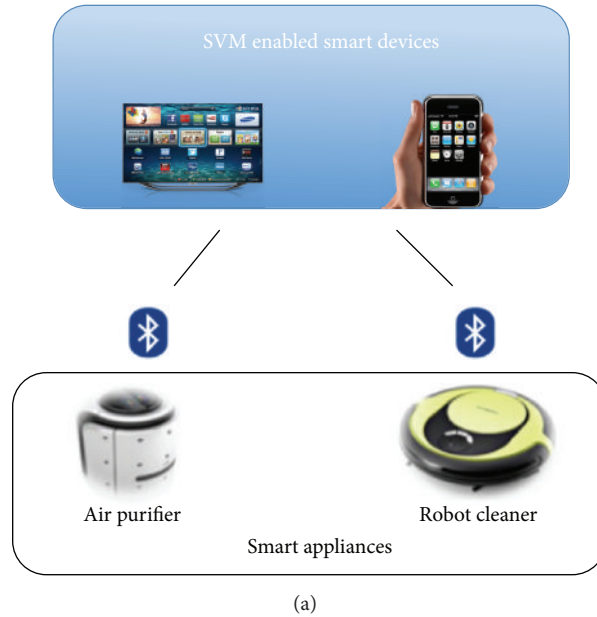 SVM enabled smart devices
Air purifier
Robot cleaner
Smart appliances
(a)